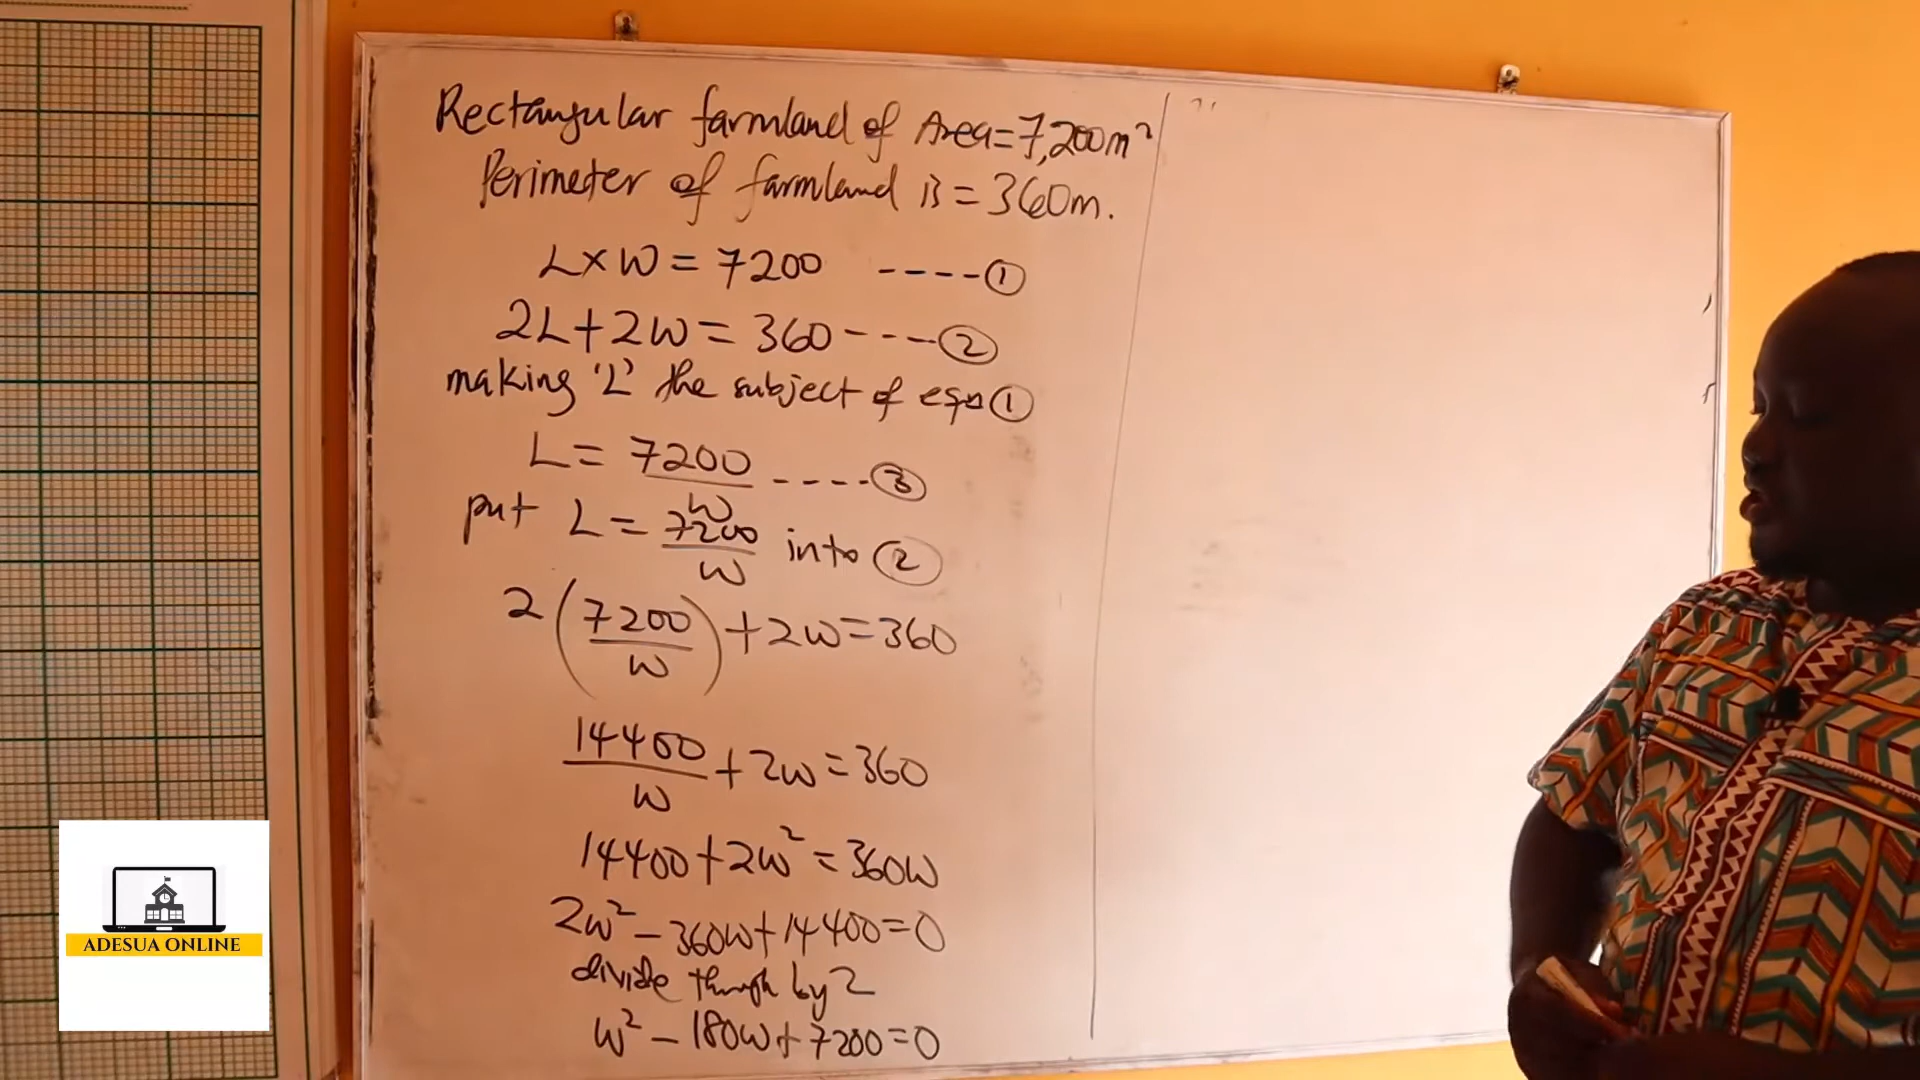 Rectangular farmland of Area=7,200m²
Perimeter of farmland is = 360m.
L×W = 7200 ----①
2L+2W = 360----②
making 'L' the subject of eqn①
L = 7200/W ----③
put L = 7200/W into ②
2(7200/W)+2W=360
14400/W + 2W = 360
14400+2W² = 360W
2W² - 360W+14400=0
divide through by 2
W² - 180W+7200=0
ADESUA ONLINE